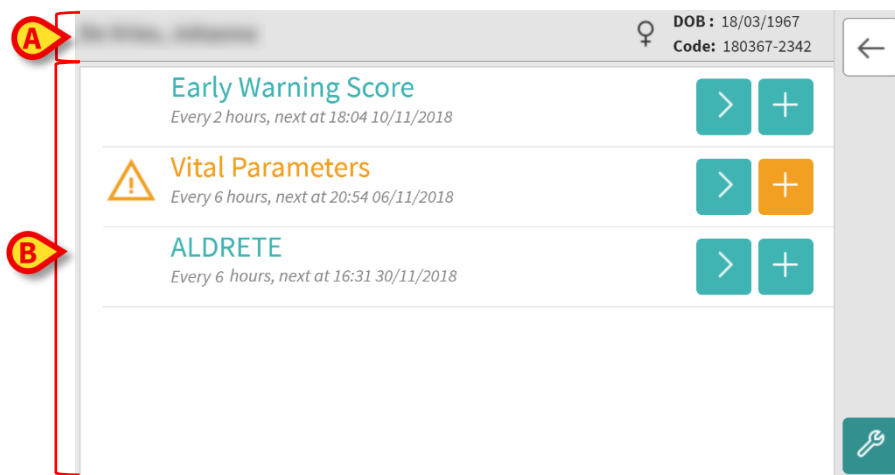 A
DOB : 18/03/1967
Code: 180367-2342
B
Early Warning Score
Every 2 hours, next at 18:04 10/11/2018
Vital Parameters
Every 6 hours, next at 20:54 06/11/2018
ALDRETE
Every 6 hours, next at 16:31 30/11/2018